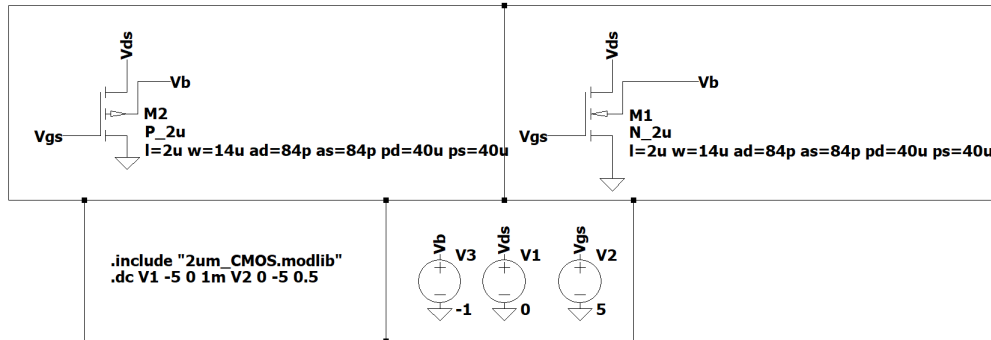 Vds
Vb
Vgs
M2
P_2u
l=2u w=14u ad=84p as=84p pd=40u ps=40u
Vds
Vb
Vgs
M1
N_2u
l=2u w=14u ad=84p as=84p pd=40u ps=40u
.include "2um_CMOS.modlib"
.dc V1 -5 0 1m V2 0 -5 0.5
Vb
V3
-1
Vds
V1
0
Vgs
V2
5